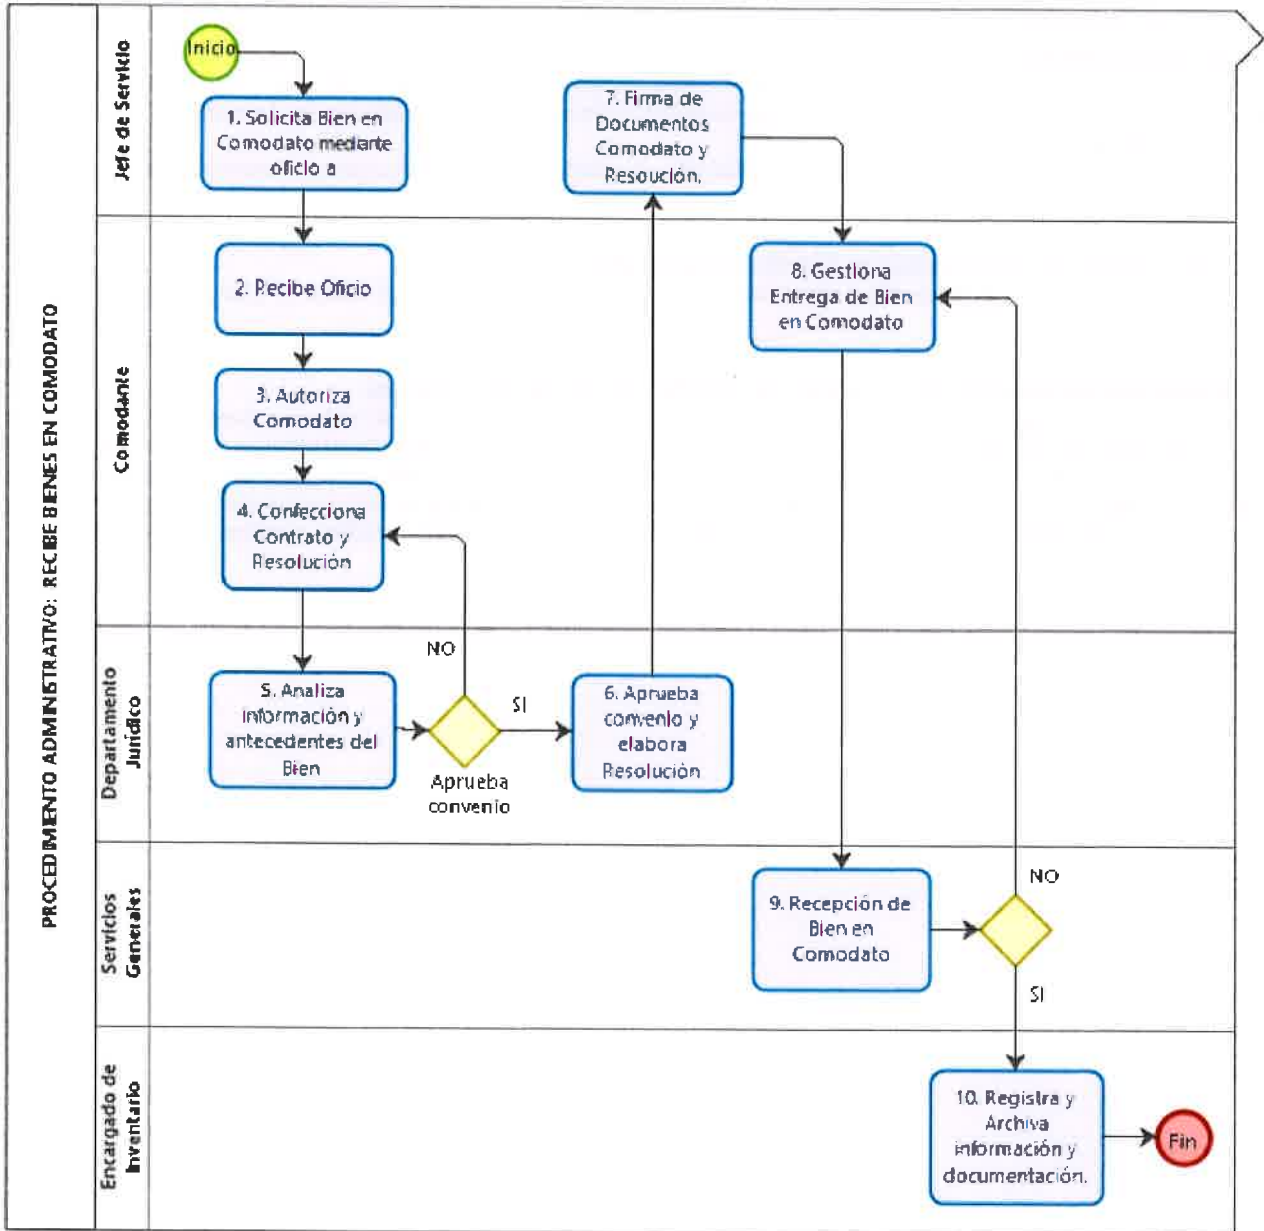 PROCEDIMIENTO ADMINISTRATIVO: RECIBE BIENES EN COMODATO
Jefe de Servicio
Inicio
1. Solicita Bien en
Comodato mediante
oficio a
7. Firma de
Documentos
Comodato y
Resoución.
Comodante
2. Recibe Oficio
3. Autoriza
Comodato
4. Confecciona
Contrato y
Resolución
8. Gestiona
Entrega de Bien
en Comodato
Departamento
Jurídico
5. Analiza
información y
antecedentes del
Bien
NO
SI
Aprueba
convenio
6. Aprueba
convenio y
elabora
Resolución
Servicios
Generales
9. Recepción de
Bien en
Comodato
NO
SI
Encargado de
Inventario
10. Registra y
Archiva
información y
documentación.
Fin